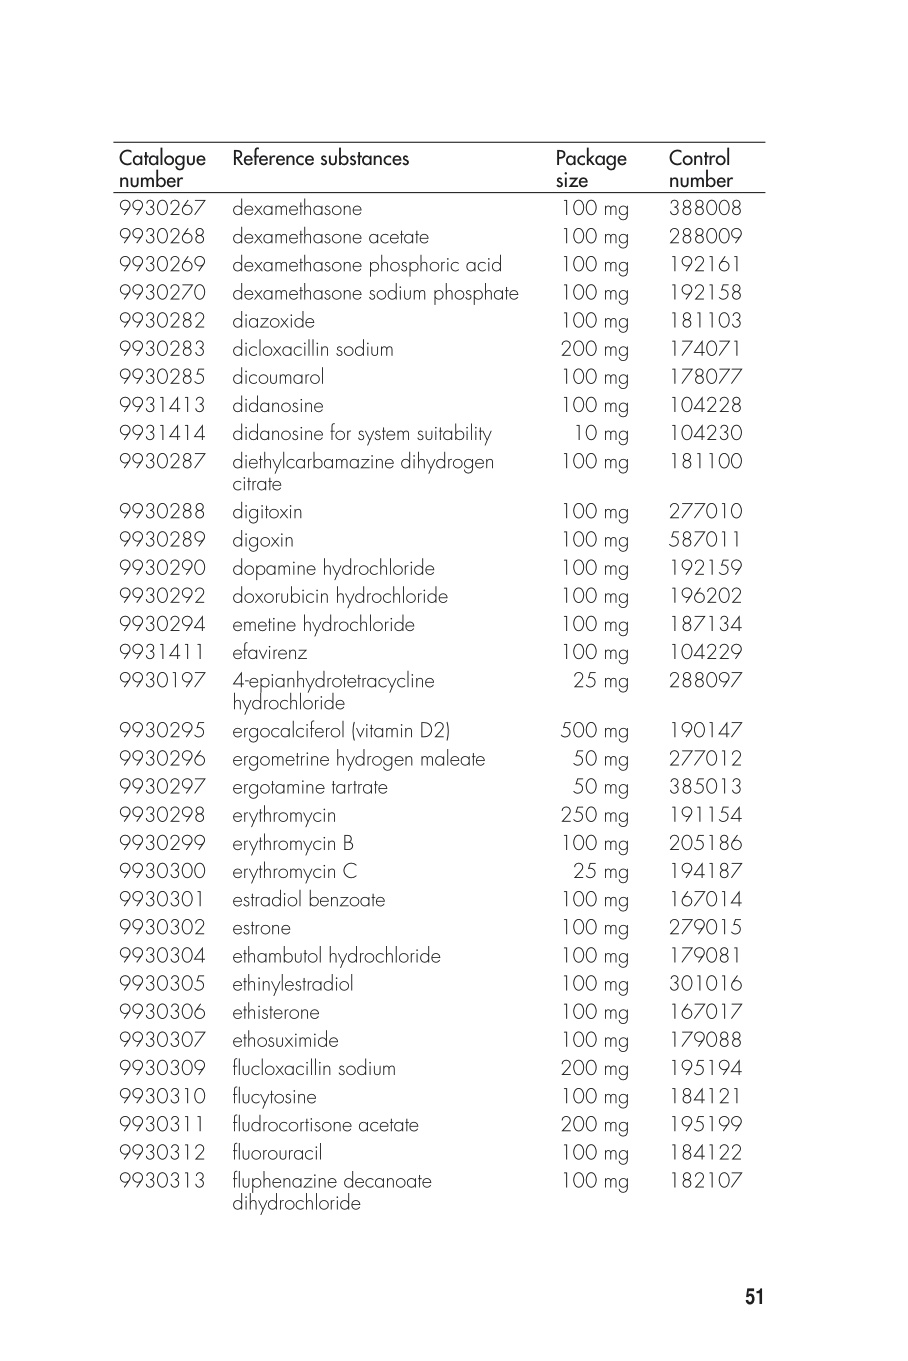 Catalogue number Reference substances Package size Control number
9930267 dexamethasone 100 mg 388008
9930268 dexamethasone acetate 100 mg 288009
9930269 dexamethasone phosphoric acid 100 mg 192161
9930270 dexamethasone sodium phosphate 100 mg 192158
9930282 diazoxide 100 mg 181103
9930283 dicloxacillin sodium 200 mg 174071
9930285 dicoumarol 100 mg 178077
9931413 didanosine 100 mg 104228
9931414 didanosine for system suitability 10 mg 104230
9930287 diethylcarbamazine dihydrogen 100 mg 181100
citrate
9930288 digitoxin 100 mg 277010
9930289 digoxin 100 mg 587011
9930290 dopamine hydrochloride 100 mg 192159
9930292 doxorubicin hydrochloride 100 mg 196202
9930294 emetine hydrochloride 100 mg 187134
9931411 efavirenz 100 mg 104229
9930197 4-epianhydrotetracycline 25 mg 288097
hydrochloride
9930295 ergocalciferol (vitamin D2) 500 mg 190147
9930296 ergometrine hydrogen maleate 50 mg 277012
9930297 ergotamine tartrate 50 mg 385013
9930298 erythromycin 250 mg 191154
9930299 erythromycin B 100 mg 205186
9930300 erythromycin C 25 mg 194187
9930301 estradiol benzoate 100 mg 167014
9930302 estrone 100 mg 279015
9930304 ethambutol hydrochloride 100 mg 179081
9930305 ethinylestradiol 100 mg 301016
9930306 ethisterone 100 mg 167017
9930307 ethosuximide 100 mg 179088
9930309 flucloxacillin sodium 200 mg 195194
9930310 flucytosine 100 mg 184121
9930311 fludrocortisone acetate 200 mg 195199
9930312 fluorouracil 100 mg 184122
9930313 fluphenazine decanoate 100 mg 182107
dihydrochloride
51